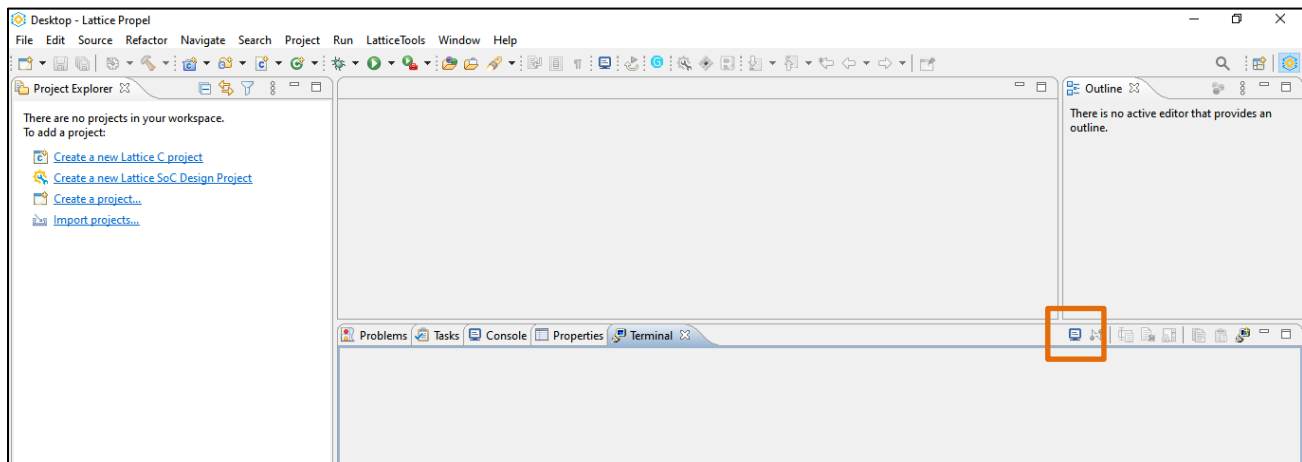 Desktop - Lattice Propel
File Edit Source Refactor Navigate Search Project Run LatticeTools Window Help
Project Explorer
There are no projects in your workspace.
To add a project:
Create a new Lattice C project
Create a new Lattice SoC Design Project
Create a project...
Import projects...
Outline
There is no active editor that provides an
outline.
Problems Tasks Console Properties Terminal